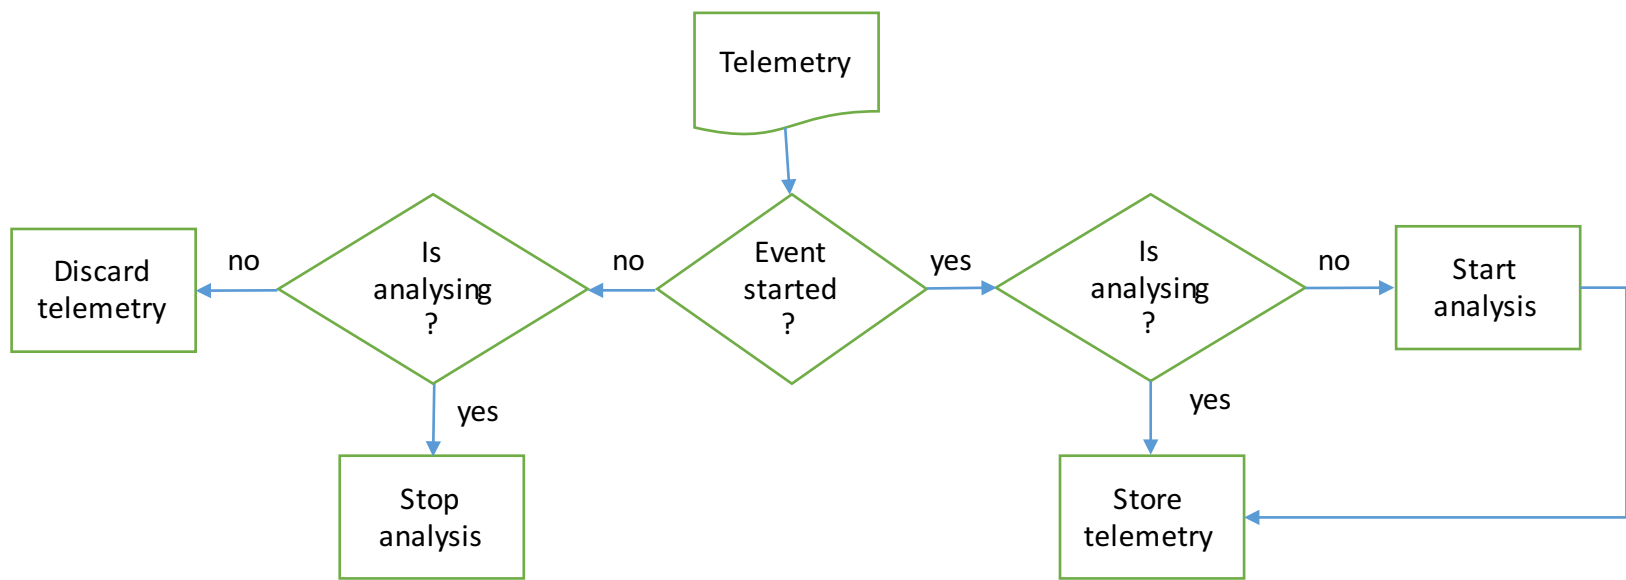 Telemetry
Discard
telemetry
no
Is
analysing
?
no
Event
started
?
yes
Is
analysing
?
no
Start
analysis
yes
yes
Stop
analysis
Store
telemetry